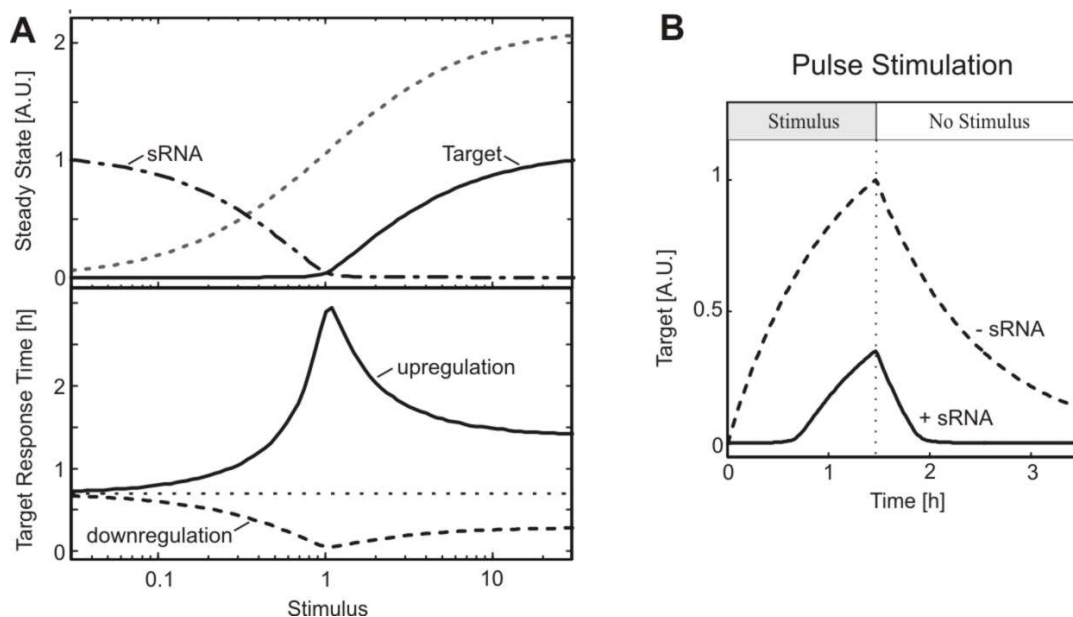 A
Steady State [A.U.]
2
1
0
sRNA
Target
Target Response Time [h]
2
1
0
upregulation
downregulation
0.1
1
10
Stimulus
B
Pulse Stimulation
Stimulus
No Stimulus
Target [A.U.]
1
0.5
0
- sRNA
+ sRNA
0
1
2
3
Time [h]